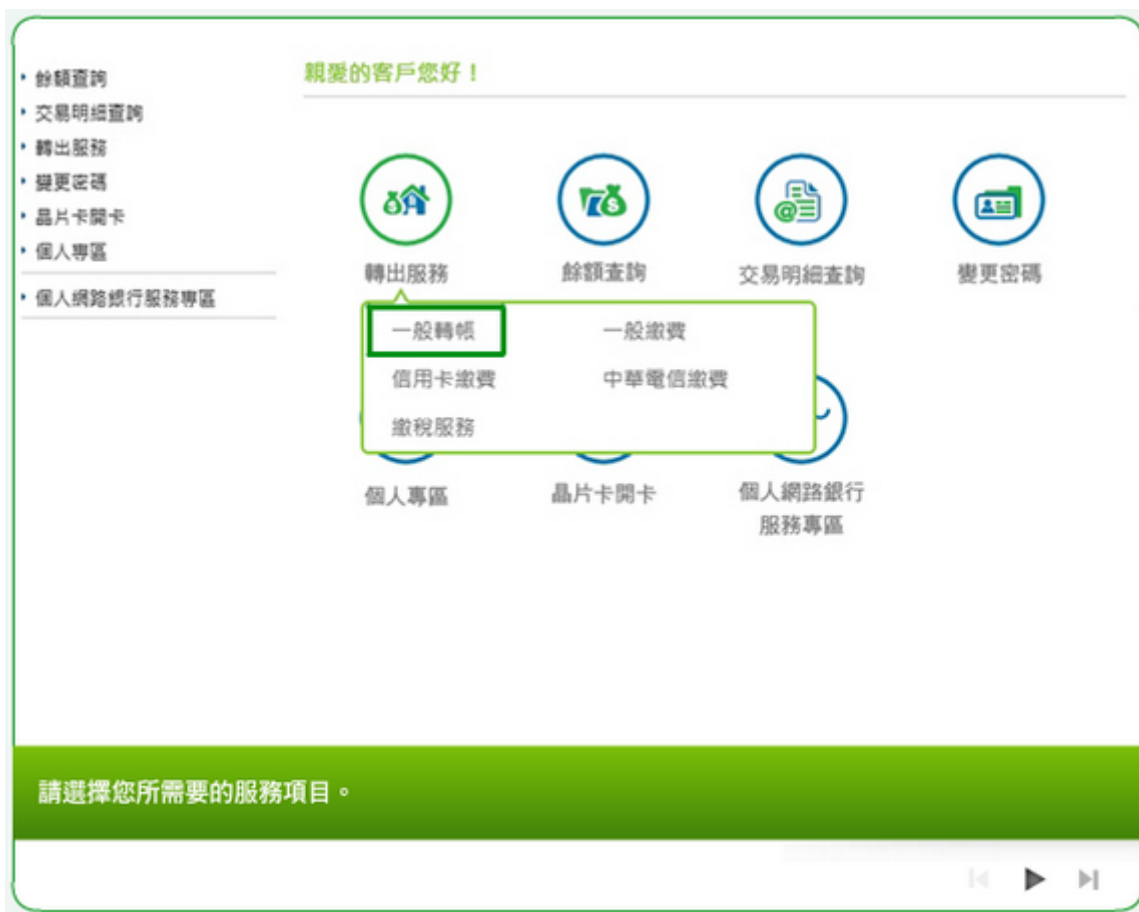 餘額查詢
交易明細查詢
轉出服務
變更密碼
晶片卡開卡
個人專區
個人網路銀行服務專區
親愛的客戶您好！
轉出服務
餘額查詢
交易明細查詢
變更密碼
一般轉帳
一般繳費
信用卡繳費
中華電信繳費
繳稅服務
個人專區
晶片卡開卡
個人網路銀行
服務專區
請選擇您所需要的服務項目。